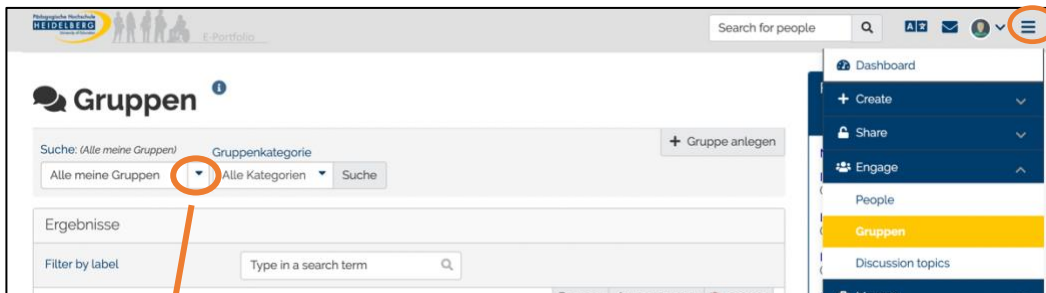 Pädagogische Hochschule
HEIDELBERG
University of Education
E-Portfolio
Search for people
Dashboard
Gruppen
+ Create
Share
Suche: (Alle meine Gruppen)
Gruppenkategorie
+ Gruppe anlegen
Alle meine Gruppen
Alle Kategorien
Suche
Engage
People
Ergebnisse
Gruppen
Filter by label
Type in a search term
Discussion topics